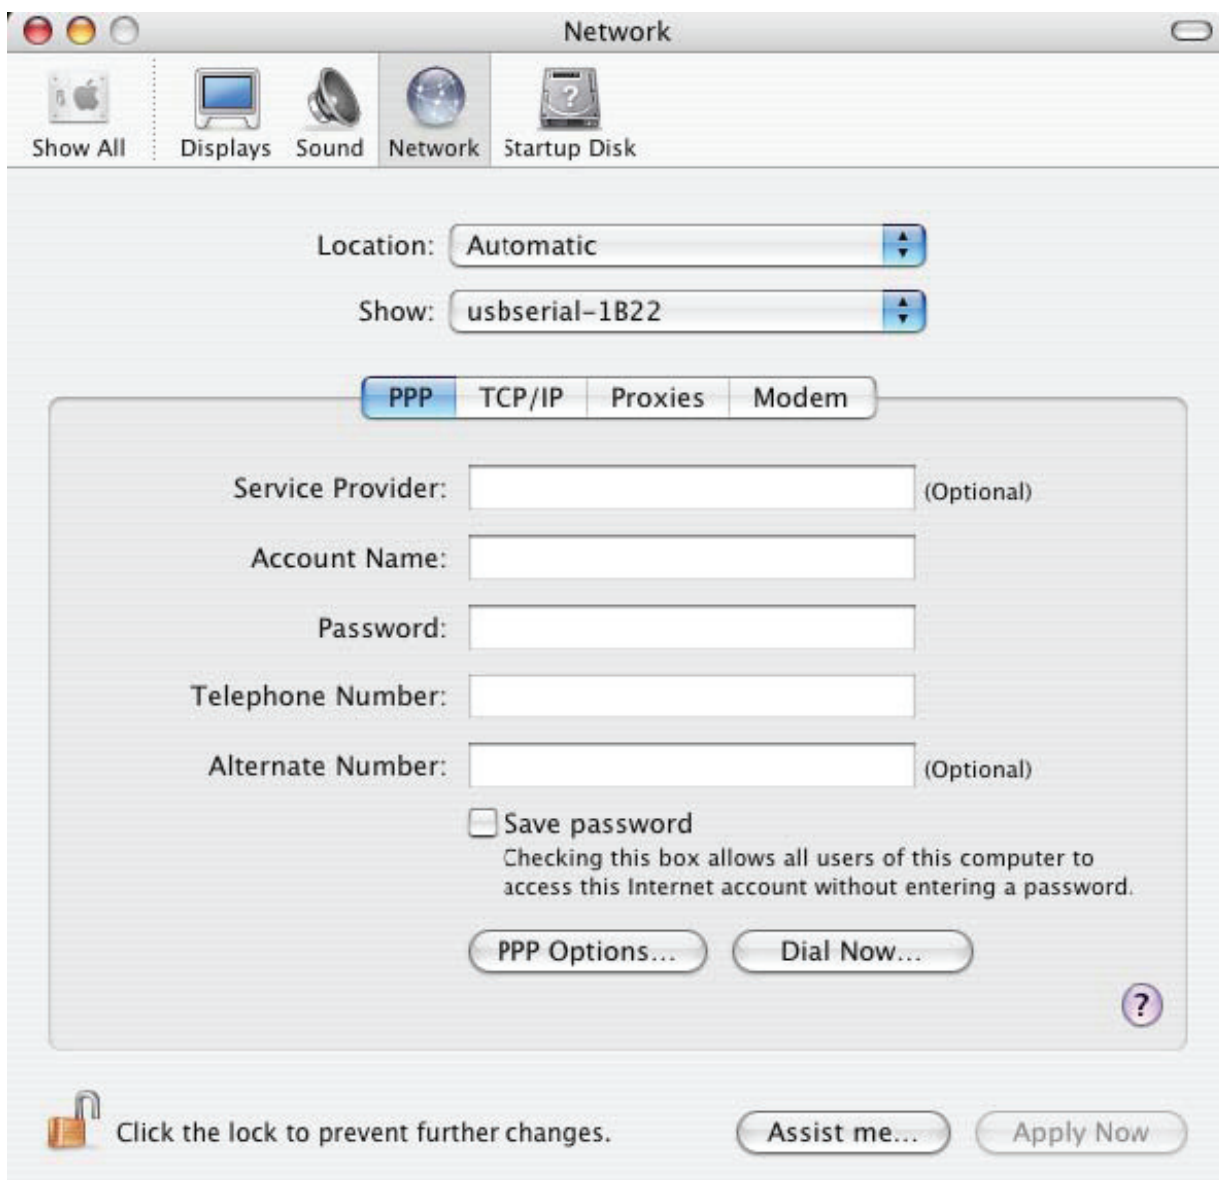 Network
Show All
Displays
Sound
Network
Startup Disk
Location: Automatic
Show: usbserial-1B22
PPP TCP/IP Proxies Modem
Service Provider: (Optional)
Account Name:
Password:
Telephone Number:
Alternate Number: (Optional)
Save password
Checking this box allows all users of this computer to
access this Internet account without entering a password.
PPP Options... Dial Now...
?
Click the lock to prevent further changes. Assist me... Apply Now